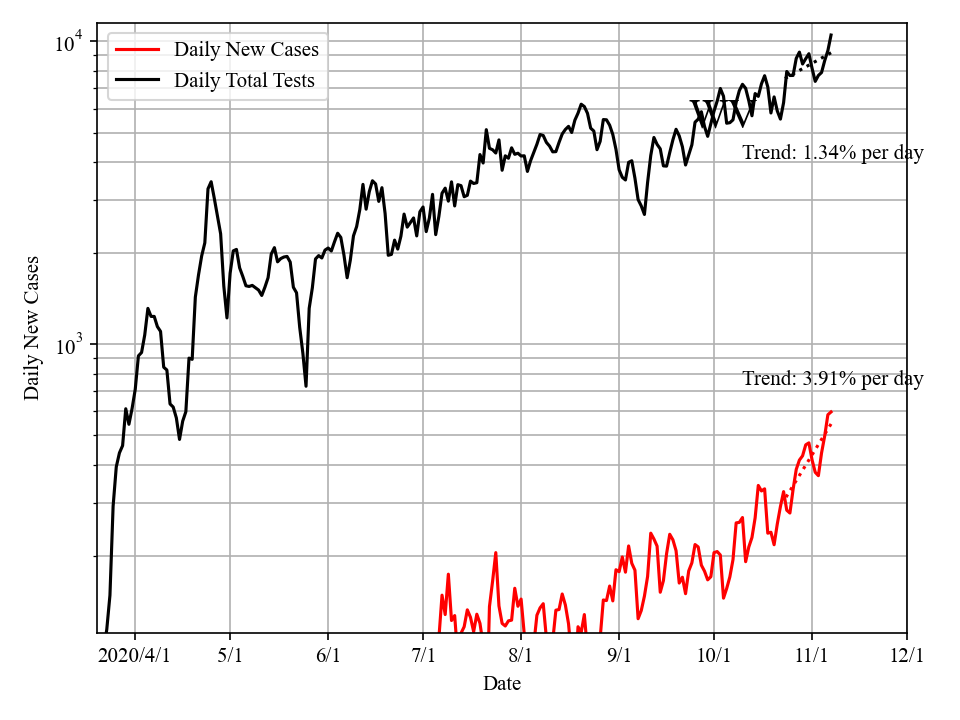 10^4
Daily New Cases
Daily Total Tests
WV
Trend: 1.34% per day
Daily New Cases
10^3
Trend: 3.91% per day
2020/4/1 5/1 6/1 7/1 8/1 9/1 10/1 11/1 12/1
Date